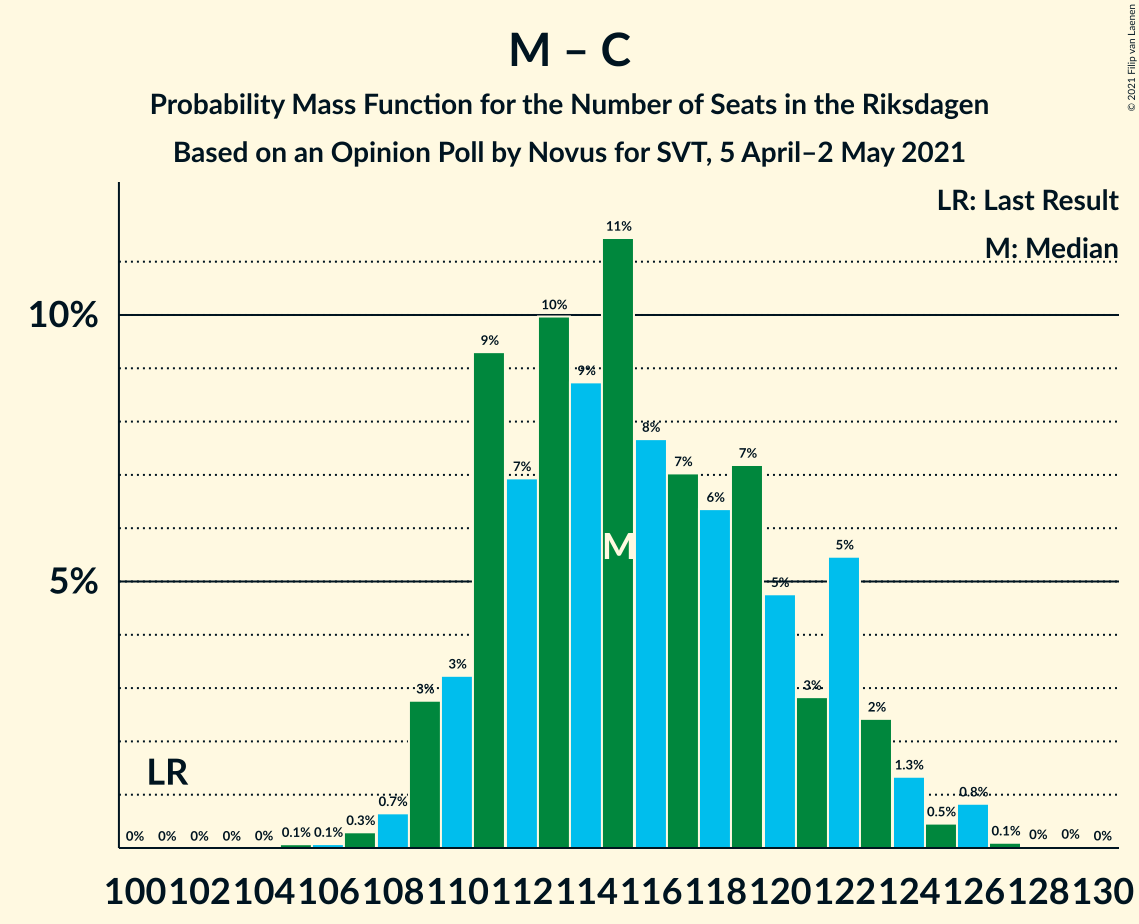 M – C
Probability Mass Function for the Number of Seats in the Riksdagen
Based on an Opinion Poll by Novus for SVT, 5 April–2 May 2021
© 2021 Filip van Laenen
LR: Last Result
M: Median
10%
5%
LR
M
0% 0% 0% 0% 0% 0.1% 0.1% 0.3% 0.7% 3% 3% 9% 7% 10% 9% 11% 8% 7% 6% 7% 5% 3% 5% 2% 1.3% 0.5% 0.8% 0.1% 0% 0% 0%
100 102 104 106 108 110 112 114 116 118 120 122 124 126 128 130